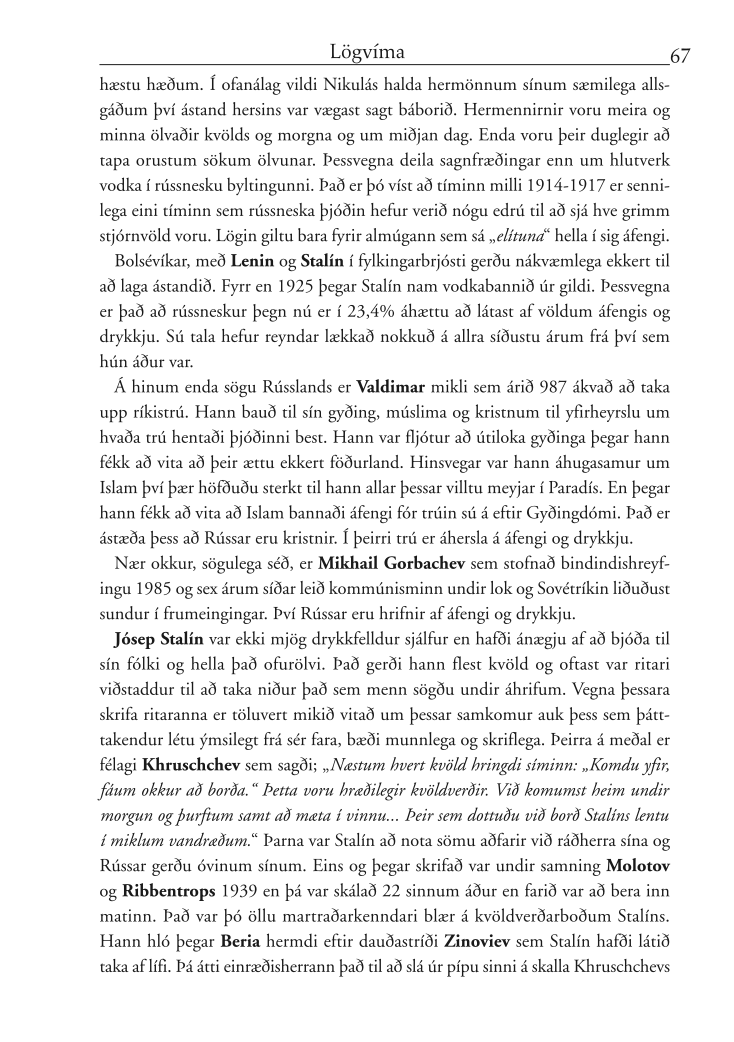 Lögvíma
67
hæstu hæðum. Í ofanálag vildi Nikulás halda hermönnum sínum sæmilega alls-
gáðum því ástand hersins var vægast sagt báborið. Hermennirnir voru meira og
minna ölvaðir kvölds og morgna og um miðjan dag. Enda voru þeir duglegir að
tapa orustum sökum ölvunar. Þessvegna deila sagnfræðingar enn um hlutverk
vodka í rússnesku byltingunni. Það er þó víst að tíminn milli 1914-1917 er senni-
lega eini tíminn sem rússneska þjóðin hefur verið nógu edrú til að sjá hve grimm
stjórnvöld voru. Lögin giltu bara fyrir almúgann sem sá „elítuna“ hella í sig áfengi.
Bolsévíkar, með Lenin og Stalín í fylkingarbrjósti gerðu nákvæmlega ekkert til
að laga ástandið. Fyrr en 1925 þegar Stalín nam vodkabannið úr gildi. Þessvegna
er það að rússneskur þegn nú er í 23,4% áhættu að látast af völdum áfengis og
drykkju. Sú tala hefur reyndar lækkað nokkuð á allra síðustu árum frá því sem
hún áður var.
Á hinum enda sögu Rússlands er Valdimar mikli sem árið 987 ákvað að taka
upp ríkistrú. Hann bauð til sín gyðing, múslima og kristnum til yfirheyrslu um
hvaða trú hentaði þjóðinni best. Hann var fljótur að útiloka gyðinga þegar hann
fékk að vita að þeir ættu ekkert föðurland. Hinsvegar var hann áhugasamur um
Islam því þær höfðuðu sterkt til hann allar þessar villtu meyjar í Paradís. En þegar
hann fékk að vita að Islam bannaði áfengi fór trúin sú á eftir Gyðingdómi. Það er
ástæða þess að Rússar eru kristnir. Í þeirri trú er áhersla á áfengi og drykkju.
Nær okkur, sögulega séð, er Mikhail Gorbachev sem stofnað bindindishreyf-
ingu 1985 og sex árum síðar leið kommúnisminn undir lok og Sovétríkin liðuðust
sundur í frumeingingar. Því Rússar eru hrifnir af áfengi og drykkju.
Jósep Stalín var ekki mjög drykkfelldur sjálfur en hafði ánægju af að bjóða til
sín fólki og hella það ofurölvi. Það gerði hann flest kvöld og oftast var ritari
viðstaddur til að taka niður það sem menn sögðu undir áhrifum. Vegna þessara
skrifa ritaranna er töluvert mikið vitað um þessar samkomur auk þess sem þátt-
takendur létu ýmsilegt frá sér fara, bæði munnlega og skriflega. Þeirra á meðal er
félagi Khruschchev sem sagði; „Næstum hvert kvöld hringdi síminn: „Komdu yfir,
fáum okkur að borða.“ Þetta voru hræðilegir kvöldverðir. Við komumst heim undir
morgun og þurftum samt að mæta í vinnu... Þeir sem dottuðu við borð Stalíns lentu
í miklum vandræðum.“ Þarna var Stalín að nota sömu aðfarir við ráðherra sína og
Rússar gerðu óvinum sínum. Eins og þegar skrifað var undir samning Molotov
og Ribbentrops 1939 en þá var skálað 22 sinnum áður en farið var að bera inn
matinn. Það var þó öllu martraðarkenndari blær á kvöldverðarboðum Stalíns.
Hann hló þegar Beria hermdi eftir dauðastríði Zinoviev sem Stalín hafði látið
taka af lífi. Þá átti einræðisherrann það til að slá úr pípu sinni á skalla Khruschchevs